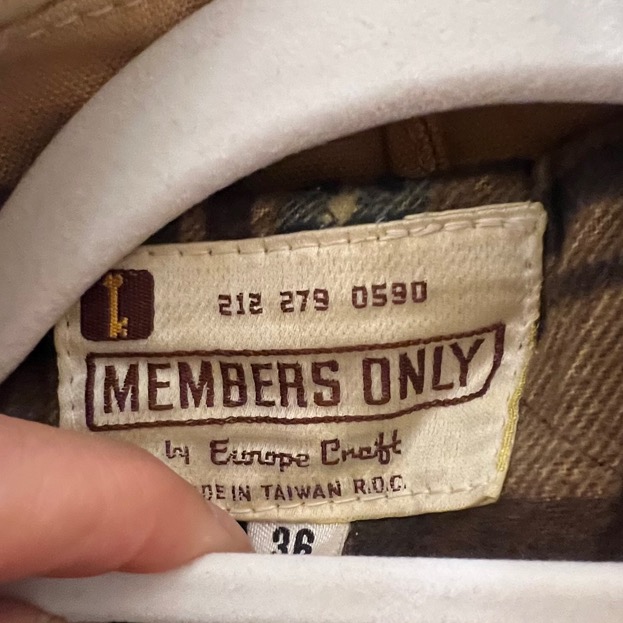 212 279 0590
MEMBERS ONLY
by Europe Craft
DE IN TAIWAN R.O.C.
36